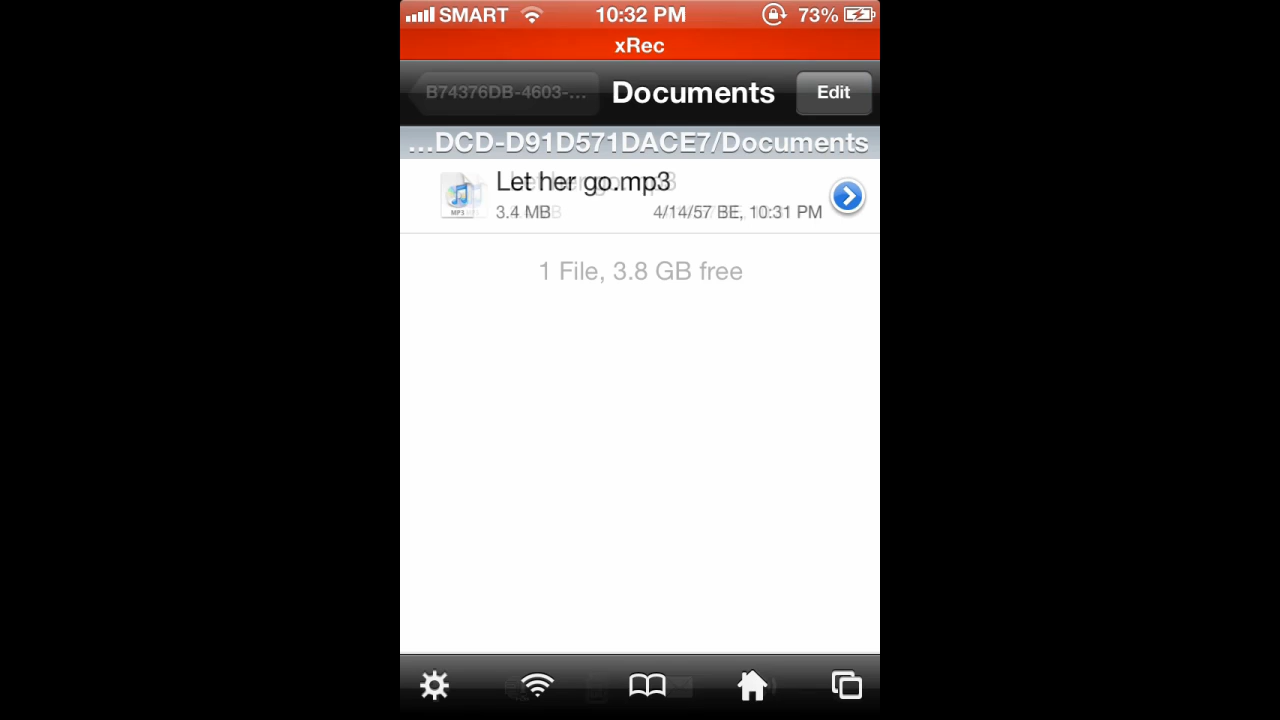 SMART 10:32 PM 73%
xRec
B74376DB-4603-... Documents Edit
...DCD-D91D571DACE7/Documents
Let her go.mp3
MP3
3.4 MB 4/14/57 BE, 10:31 PM
1 File, 3.8 GB free